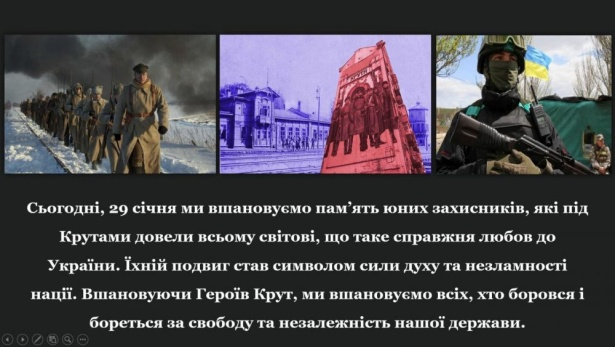 Сьогодні, 29 січня ми вшановуємо пам’ять юних захисників, які під
Крутами довели всьому світові, що таке справжня любов до
України. Їхній подвиг став символом сили духу та незламності
нації. Вшановуючи Героїв Крут, ми вшановуємо всіх, хто боровся і
бореться за свободу та незалежність нашої держави.